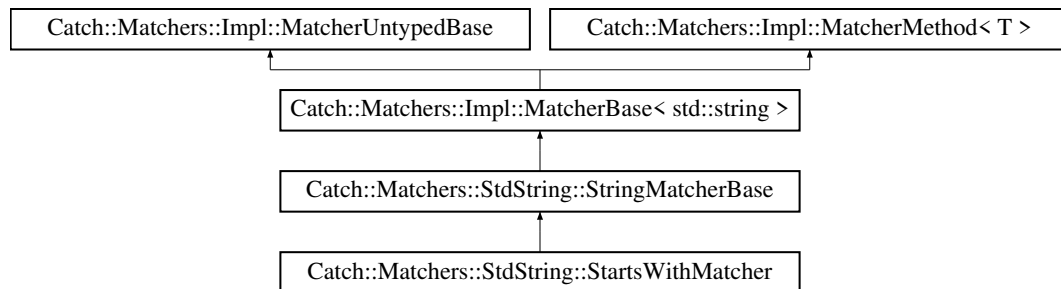 Catch::Matchers::Impl::MatcherUntypedBase
Catch::Matchers::Impl::MatcherMethod< T >
Catch::Matchers::Impl::MatcherBase< std::string >
Catch::Matchers::StdString::StringMatcherBase
Catch::Matchers::StdString::StartsWithMatcher